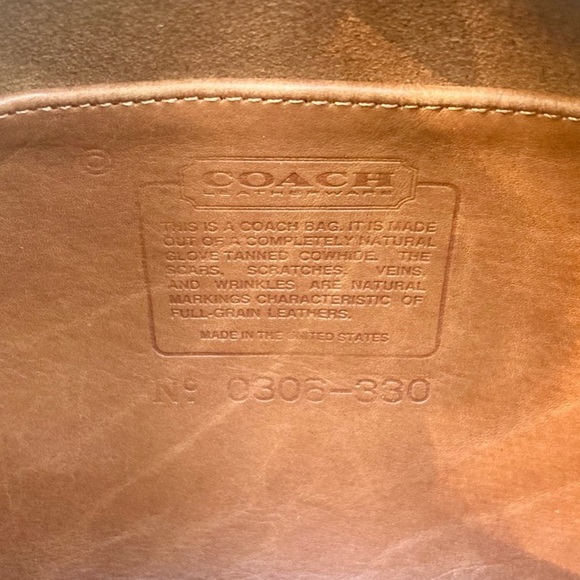 COACH
LEATHERWARE
THIS IS A COACH BAG. IT IS MADE
OUT OF A COMPLETELY NATURAL
GLOVE TANNED COWHIDE. THE
SCARS, SCRATCHES, VEINS,
AND WRINKLES ARE NATURAL
MARKINGS CHARACTERISTIC OF
FULL-GRAIN LEATHERS.
MADE IN THE UNITED STATES
Nº 0306-330